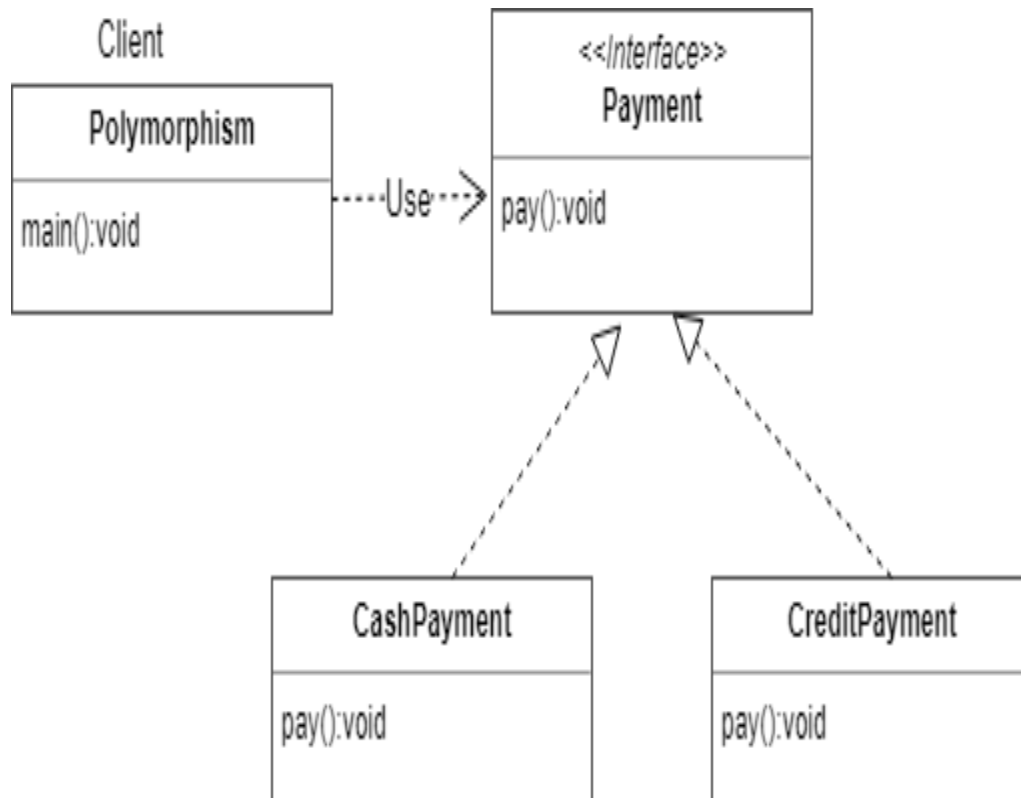 Client
Polymorphism
main():void
Use
<<Interface>>
Payment
pay():void
CashPayment
pay():void
CreditPayment
pay():void